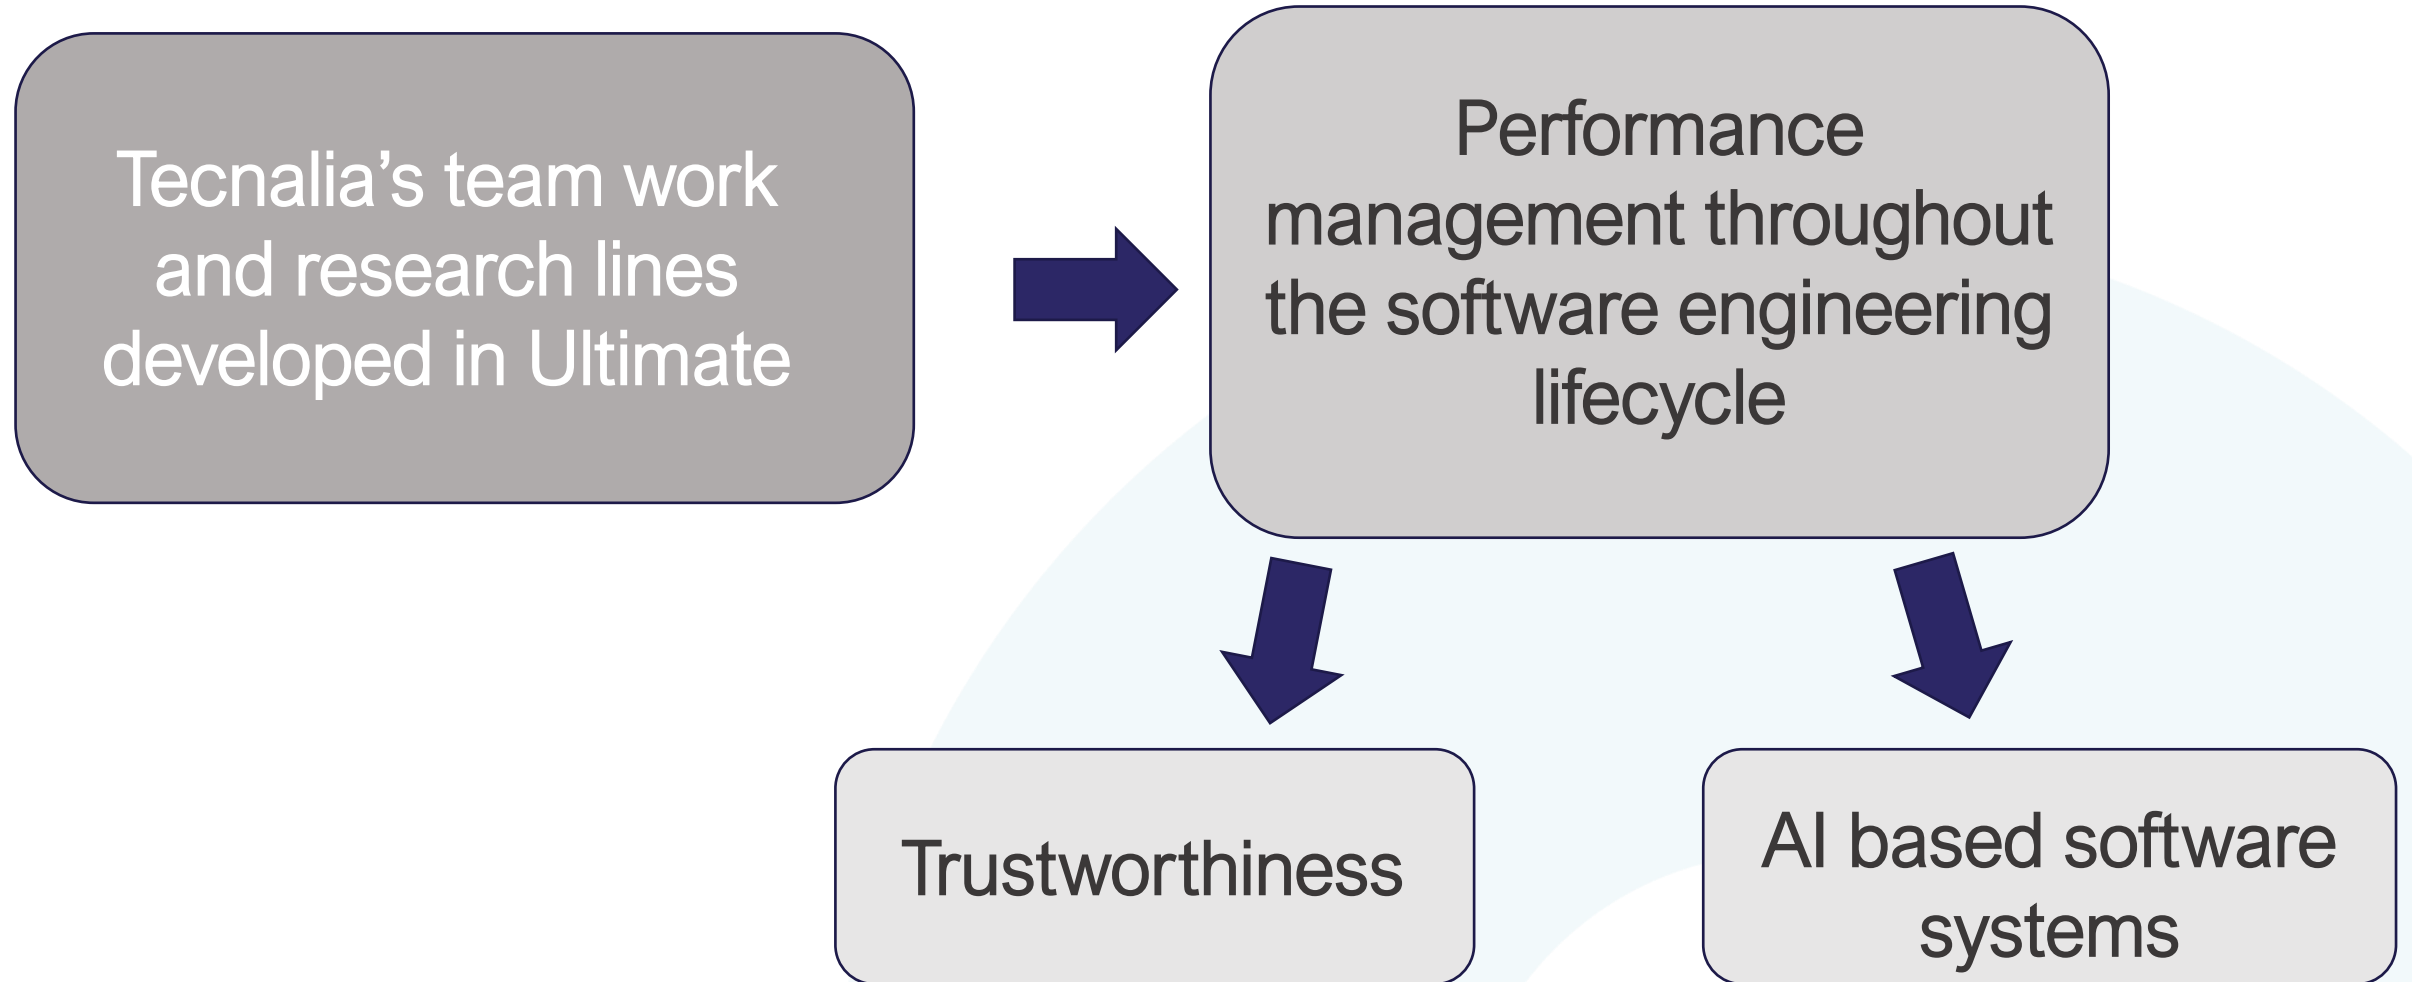 Tecnalia’s team work
and research lines
developed in Ultimate
Performance
management throughout
the software engineering
lifecycle
Trustworthiness
AI based software
systems